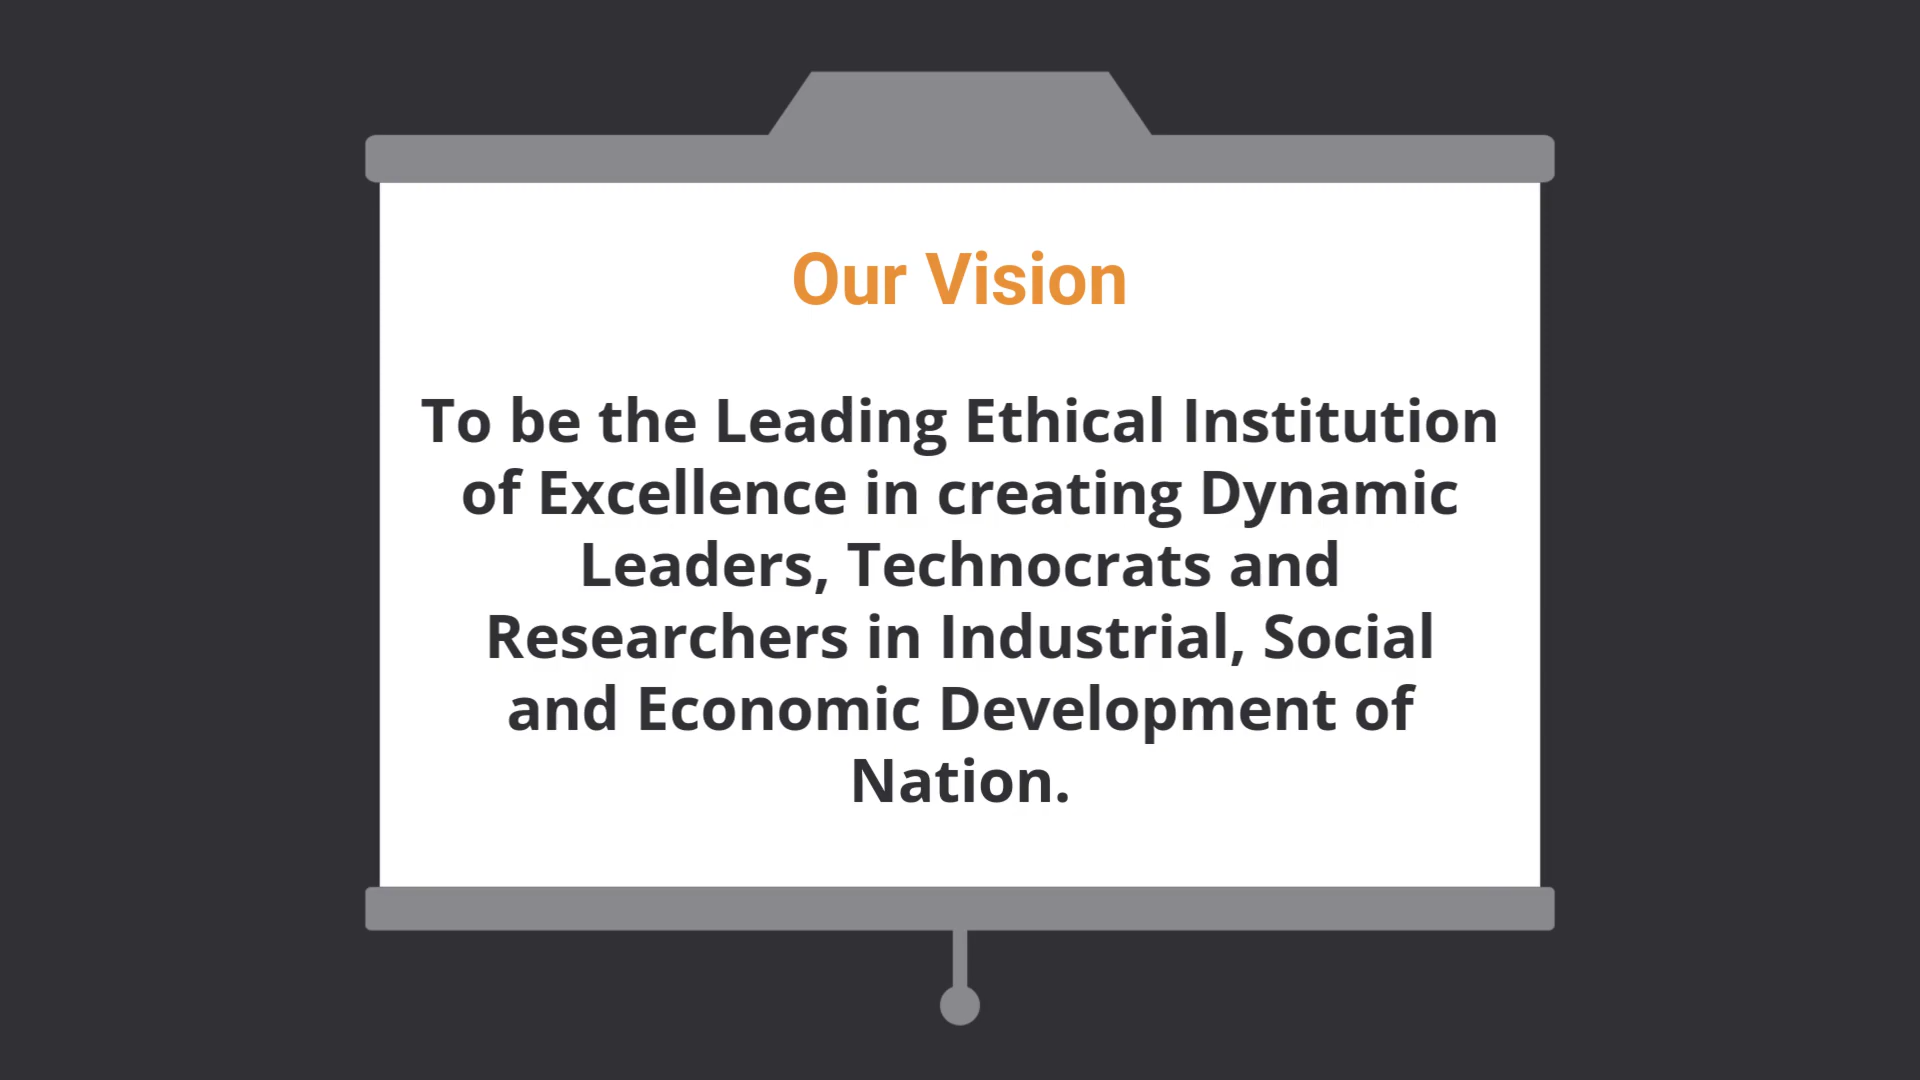 Our Vision
To be the Leading Ethical Institution
of Excellence in creating Dynamic
Leaders, Technocrats and
Researchers in Industrial, Social
and Economic Development of
Nation.